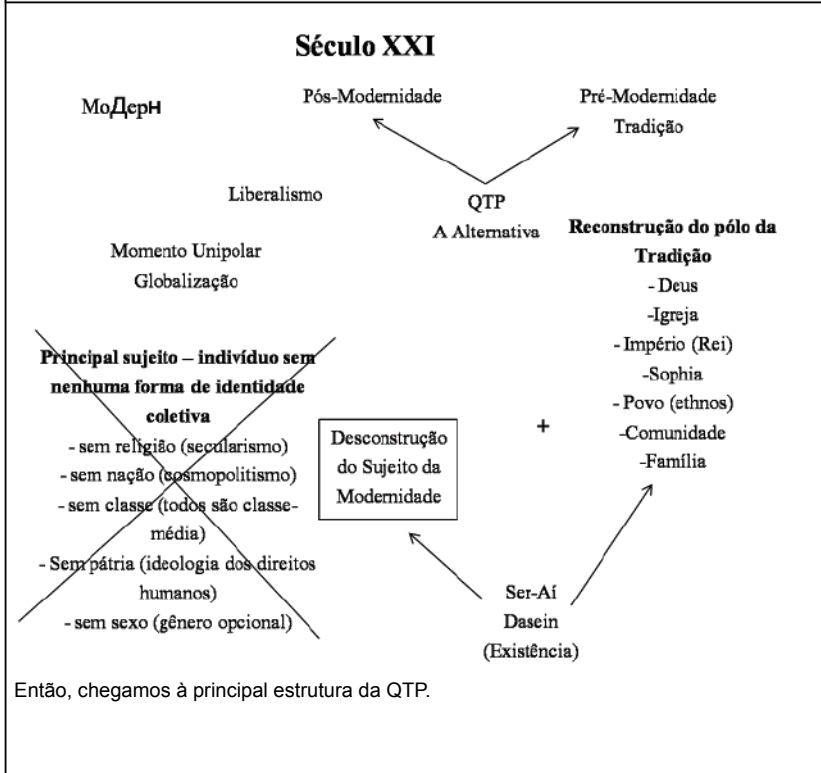 Século XXI
МоДерн
Pós-Modernidade
Pré-Modernidade
Tradição
Liberalismo
QTP
A Alternativa
Momento Unipolar
Globalização
Reconstrução do pólo da
Tradição
- Deus
-Igreja
- Império (Rei)
-Sophia
- Povo (ethnos)
-Comunidade
-Família
Principal sujeito – indivíduo sem
nenhuma forma de identidade
coletiva
- sem religião (secularismo)
- sem nação (cosmopolitismo)
- sem classe (todos são classe-
média)
- Sem pátria (ideologia dos direitos
humanos)
- sem sexo (gênero opcional)
Desconstrução
do Sujeito da
Modernidade
+
Ser-Aí
Dasein
(Existência)
Então, chegamos à principal estrutura da QTP.